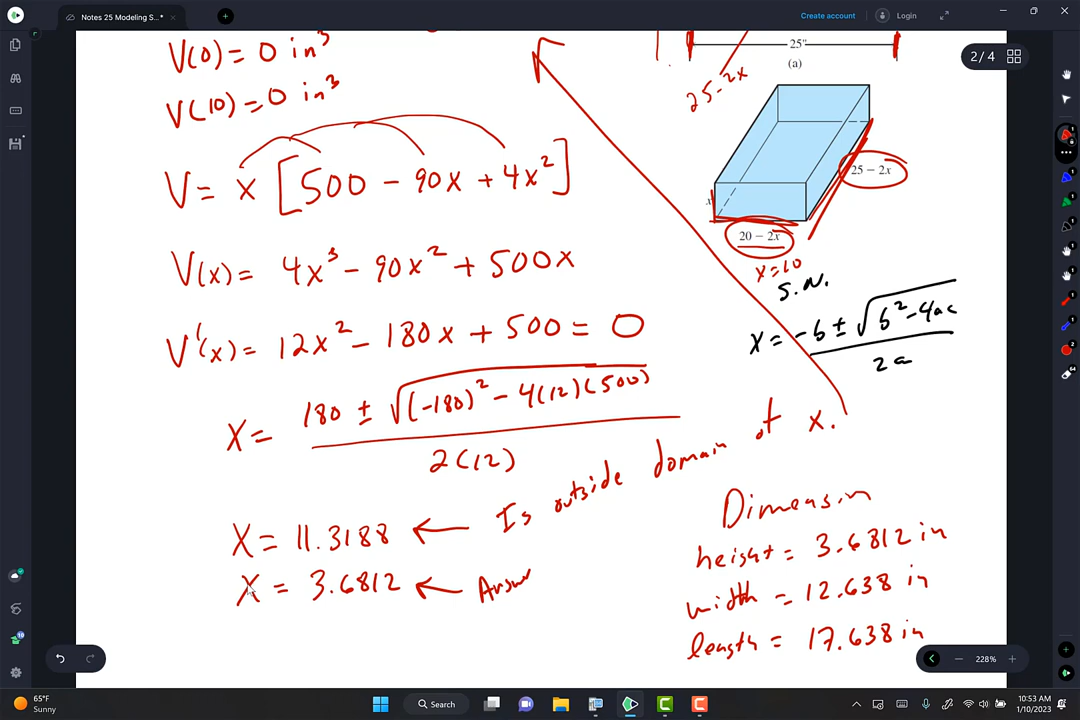 Notes 25 Modeling S...*
Create account
Login
2/4
V(0) = 0 in³
V(10) = 0 in³
V = x [500 - 90x + 4x²]
V(x) = 4x³ - 90x² + 500x
V'(x) = 12x² - 180x + 500 = 0
X = 180 ± √(-180)² - 4(12)(500)
2(12)
X = 11.3188 ← Is outside domain of x.
X = 3.6812 ← Answer
25"
(a)
25-2x
x
25 − 2x
20 − 2x
x=10
S.N.
X = -b ± √b²-4ac
2a
Dimensin
height = 3.6812 in
width = 12.638 in
length = 17.638 in
228%
65°F
Sunny
Search
10:53 AM
1/10/2023